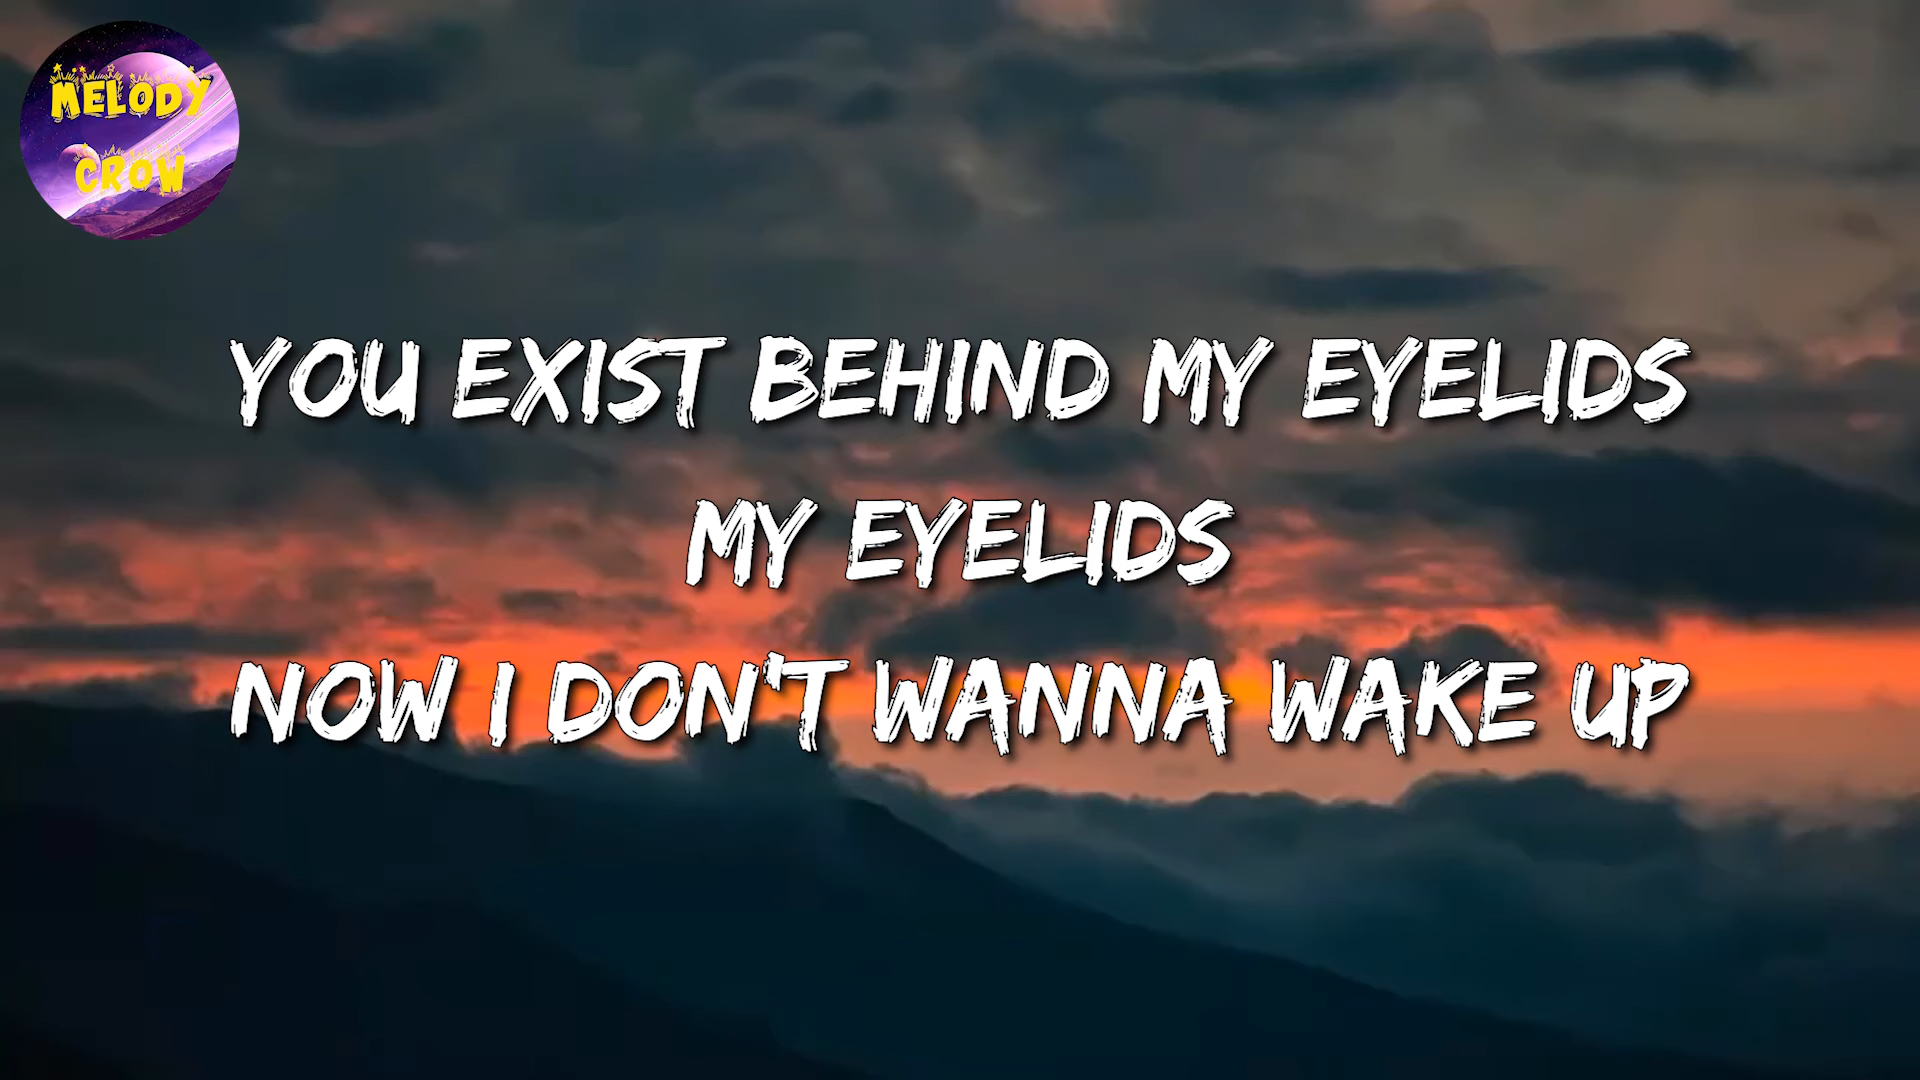 MELODY
CROW
YOU EXIST BEHIND MY EYELIDS
MY EYELIDS
NOW I DON'T WANNA WAKE UP